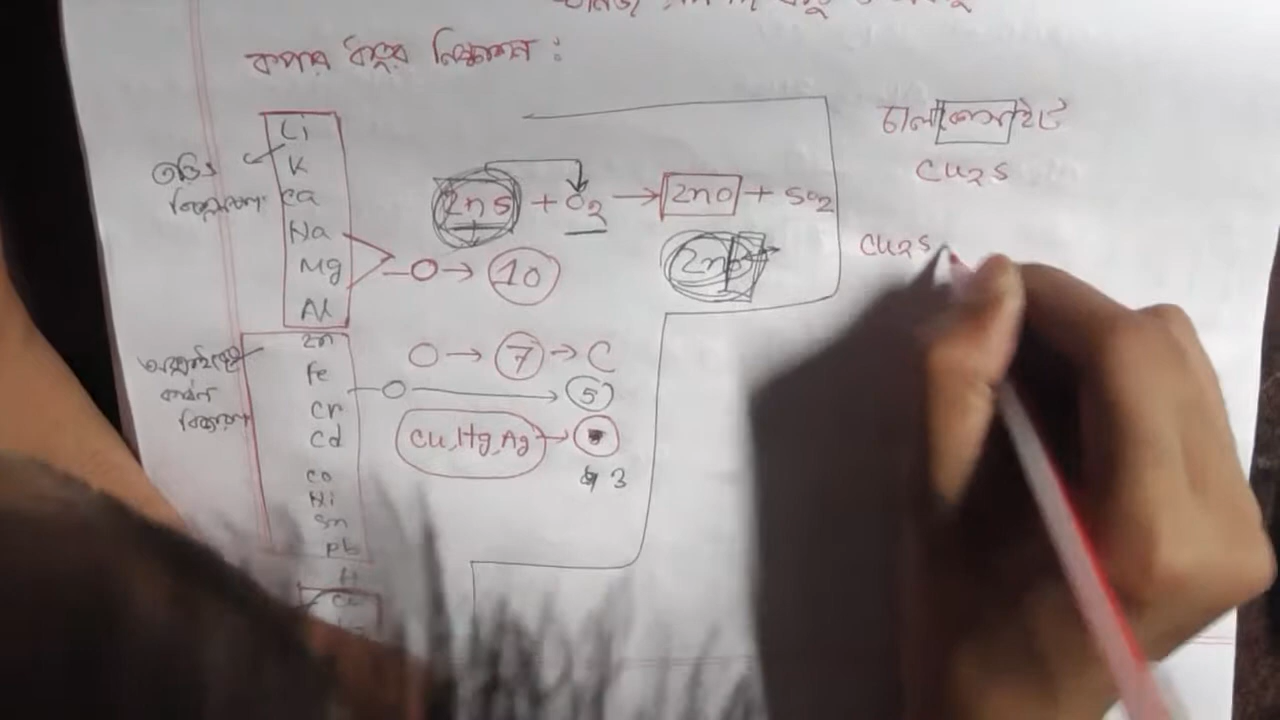 কপার ধাতুর নিষ্কাশন :
Li
K
Ca
Na
Mg
Al
তড়িৎ
বিশ্লেষণ
ZnS + O2 → ZnO + SO2
ZnO
O → 10
Zn
Fe
Cr
Cd
Co
Ni
Sn
Pb
H
কার্বন
বিজারণ
O → 7 → C
O → 5
Cu, Hg, Ag →
3
চালকোসাইট
Cu2S
Cu2S